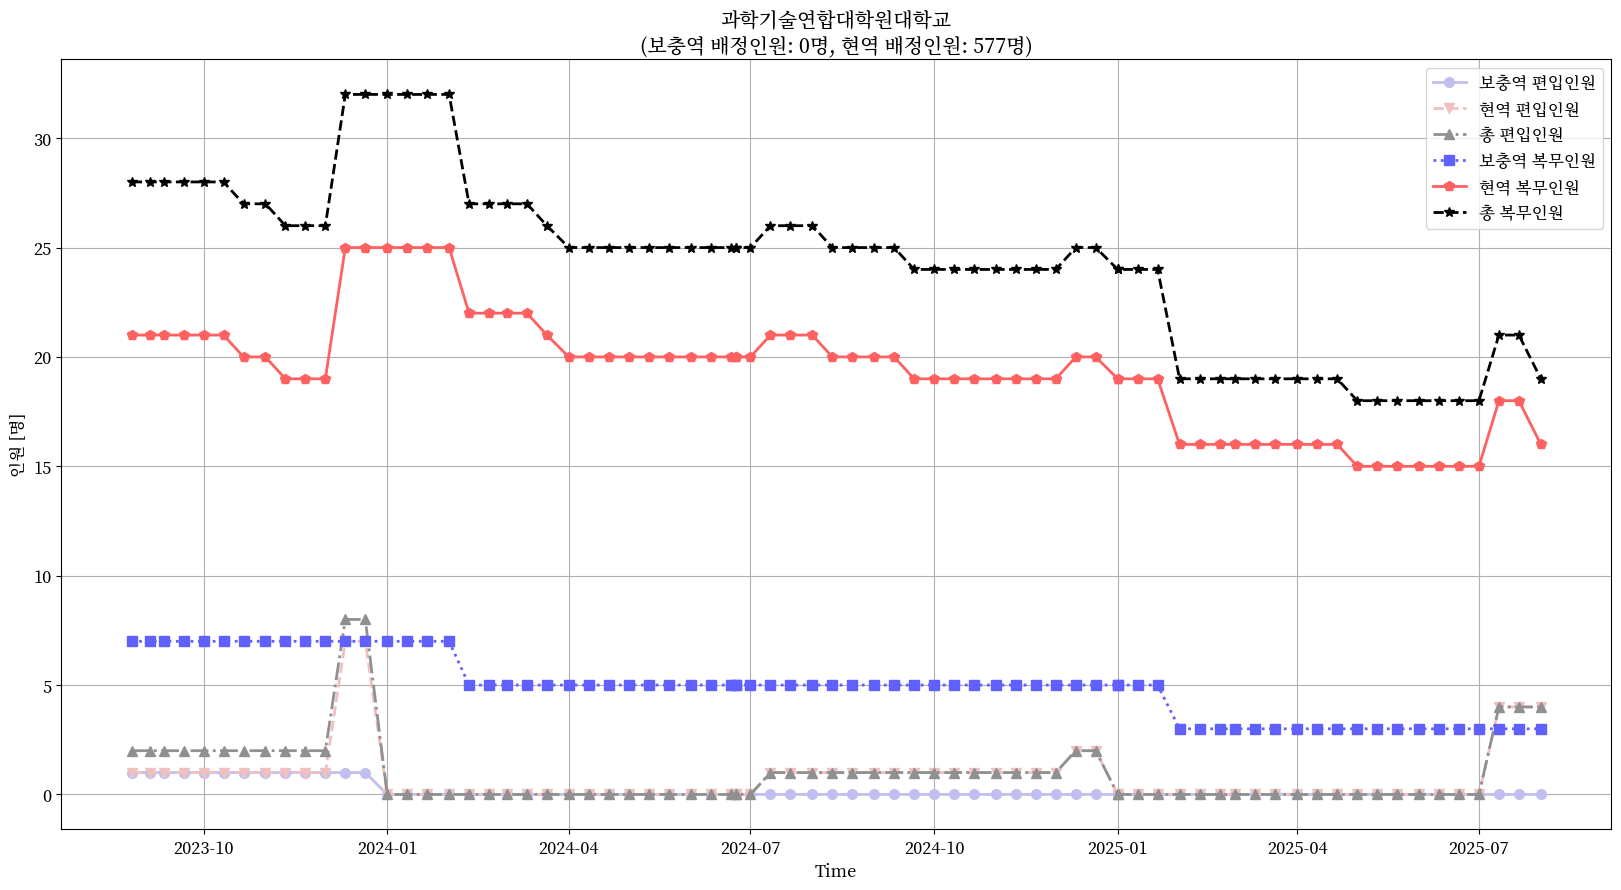 과학기술연합대학원대학교
(보충역 배정인원: 0명, 현역 배정인원: 577명)
보충역 편입인원
현역 편입인원
총 편입인원
보충역 복무인원
현역 복무인원
총 복무인원
인원 [명]
30
25
20
15
10
5
0
2023-10
2024-01
2024-04
2024-07
2024-10
2025-01
2025-04
2025-07
Time